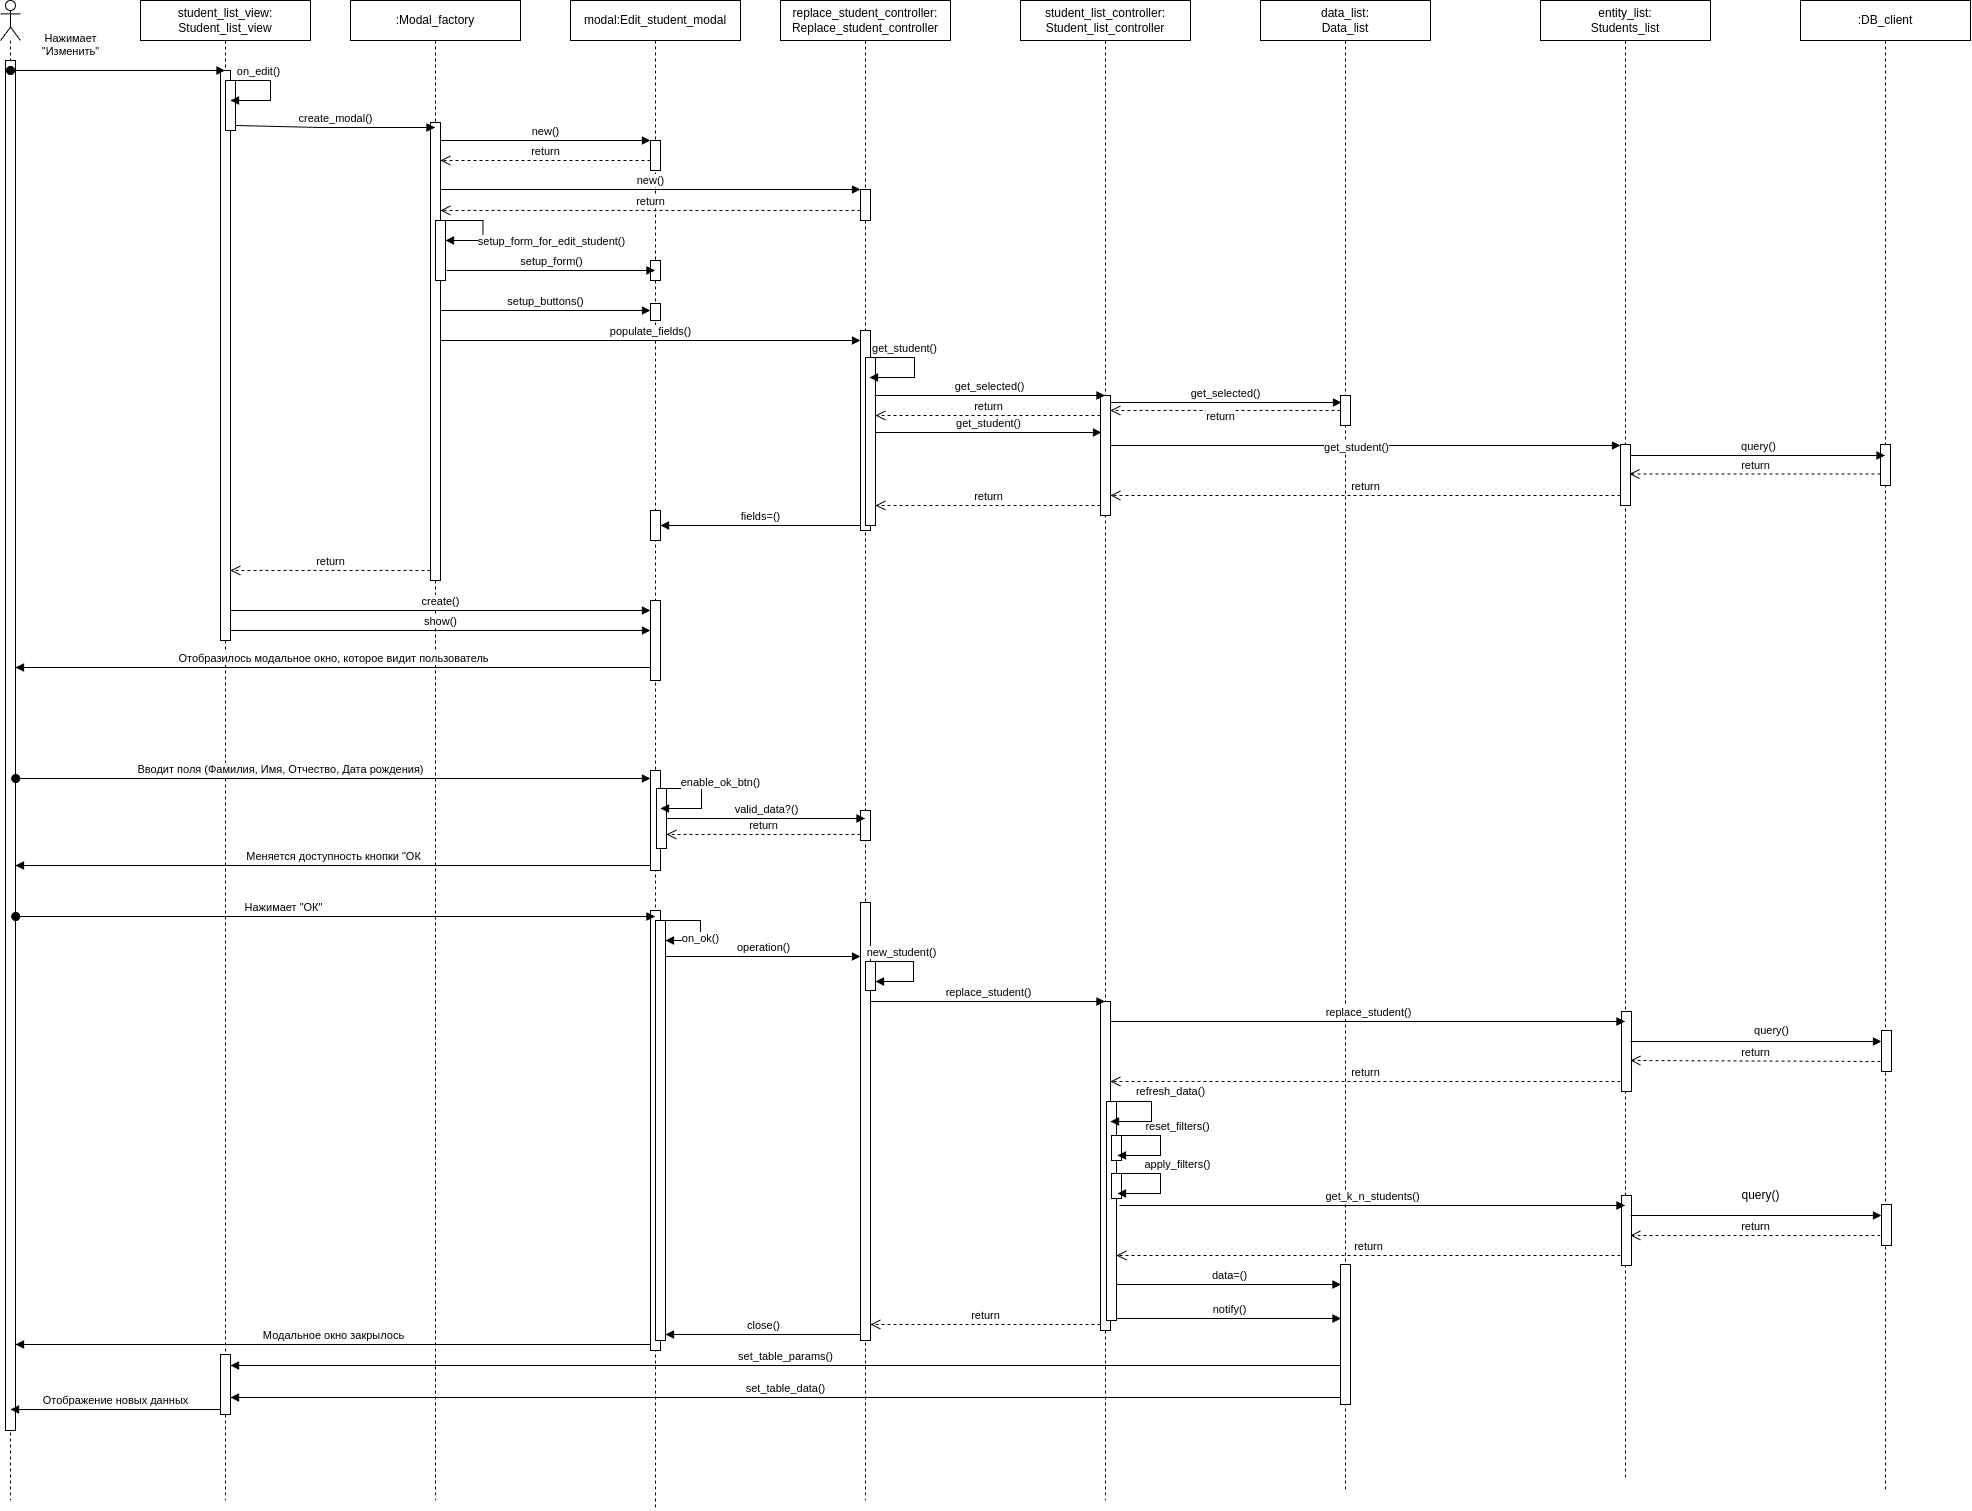 student_list_view:
Student_list_view
:Modal_factory
modal:Edit_student_modal
replace_student_controller:
Replace_student_controller
student_list_controller:
Student_list_controller
data_list:
Data_list
entity_list:
Students_list
:DB_client
Нажимает
"Изменить"
on_edit()
create_modal()
new()
return
new()
return
setup_form_for_edit_student()
setup_form()
setup_buttons()
populate_fields()
get_student()
get_selected()
get_selected()
return
return
get_student()
get_student()
query()
return
return
return
fields=()
return
create()
show()
Отобразилось модальное окно, которое видит пользователь
Вводит поля (Фамилия, Имя, Отчество, Дата рождения)
enable_ok_btn()
valid_data?()
return
Меняется доступность кнопки "ОК
Нажимает "ОК"
on_ok()
operation()
new_student()
replace_student()
replace_student()
query()
return
return
refresh_data()
reset_filters()
apply_filters()
get_k_n_students()
query()
return
return
data=()
notify()
return
close()
Модальное окно закрылось
set_table_params()
set_table_data()
Отображение новых данных